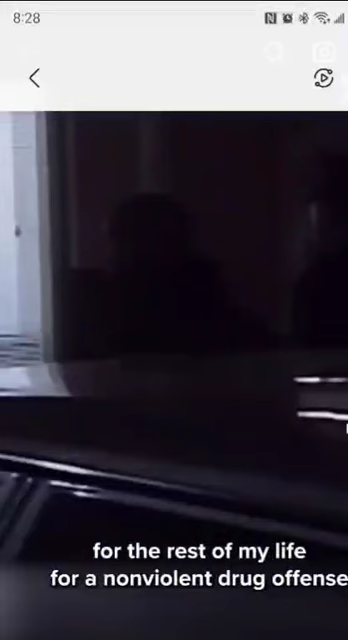 8:28
for the rest of my life
for a nonviolent drug offense